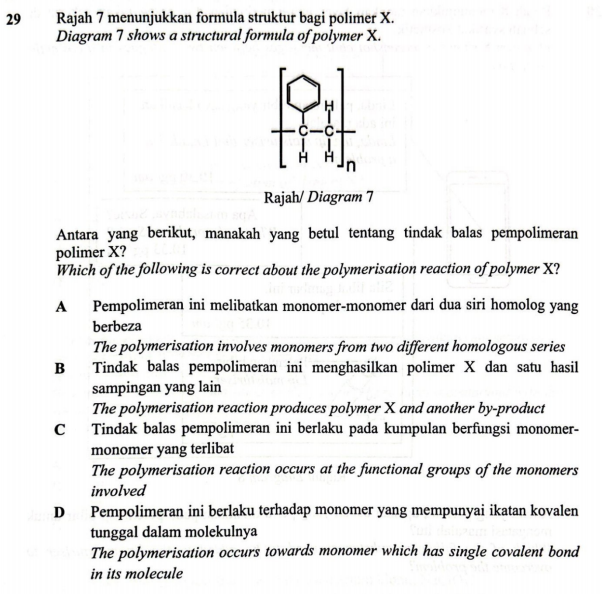 29 Rajah 7 menunjukkan formula struktur bagi polimer X.
Diagram 7 shows a structural formula of polymer X.
H
C C
H H n
Rajah/ Diagram 7
Antara yang berikut, manakah yang betul tentang tindak balas pempolimeran
polimer X?
Which of the following is correct about the polymerisation reaction of polymer X?
A Pempolimeran ini melibatkan monomer-monomer dari dua siri homolog yang
berbeza
The polymerisation involves monomers from two different homologous series
B Tindak balas pempolimeran ini menghasilkan polimer X dan satu hasil
sampingan yang lain
The polymerisation reaction produces polymer X and another by-product
C Tindak balas pempolimeran ini berlaku pada kumpulan berfungsi monomer-
monomer yang terlibat
The polymerisation reaction occurs at the functional groups of the monomers
involved
D Pempolimeran ini berlaku terhadap monomer yang mempunyai ikatan kovalen
tunggal dalam molekulnya
The polymerisation occurs towards monomer which has single covalent bond
in its molecule